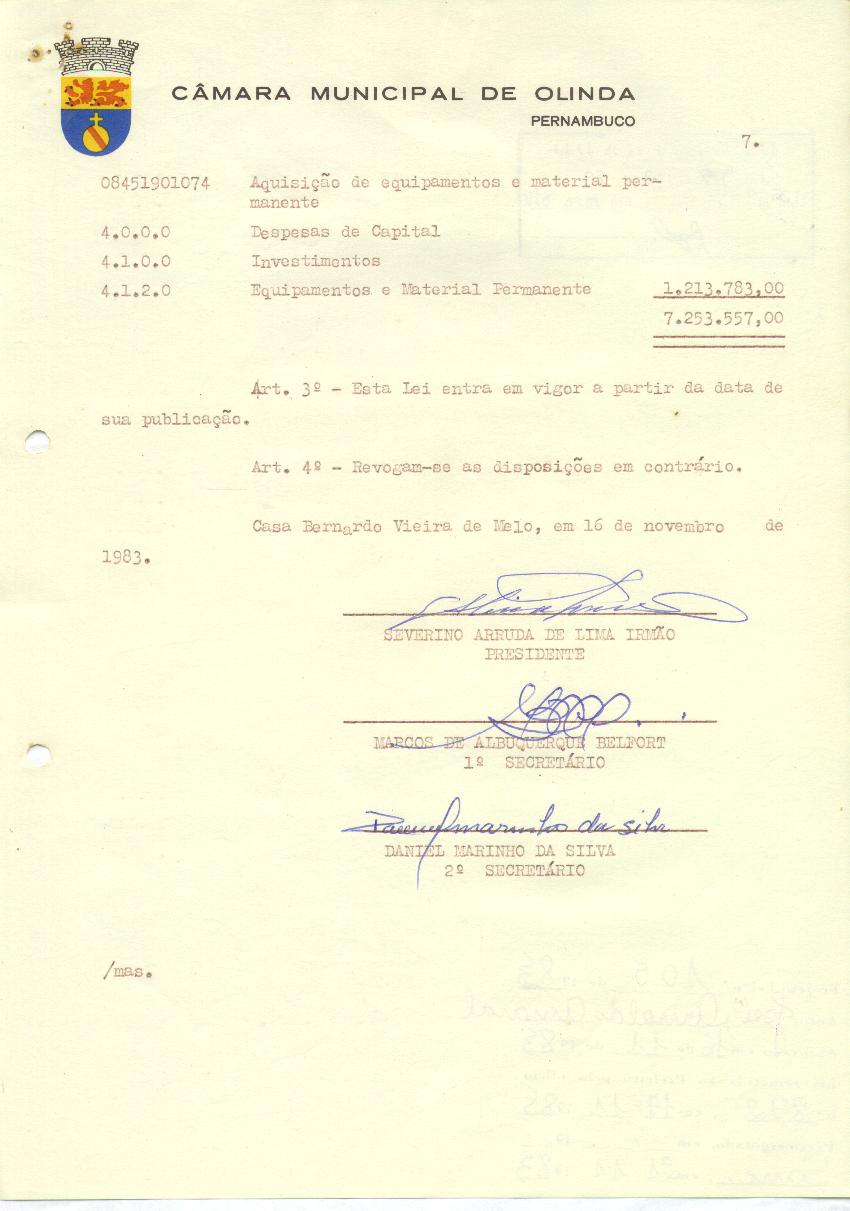 CÂMARA MUNICIPAL DE OLINDA
PERNAMBUCO
7.
08451901074 Aquisição de equipamentos e material per-
manente
4.0.0.0 Despesas de Capital
4.1.0.0 Investimentos
4.1.2.0 Equipamentos e Material Permanente 1.213.783,00
7.253.557,00
Art. 3º - Esta Lei entra em vigor a partir da data de
sua publicação.
Art. 4º - Revogam-se as disposições em contrário.
Casa Bernardo Vieira de Melo, em 16 de novembro de
1983.
SEVERINO ARRUDA DE LIMA IRMÃO
PRESIDENTE
MARCOS DE ALBUQUERQUE BELFORT
1º SECRETÁRIO
marinho da silva
DANIEL MARINHO DA SILVA
2º SECRETÁRIO
/mas.